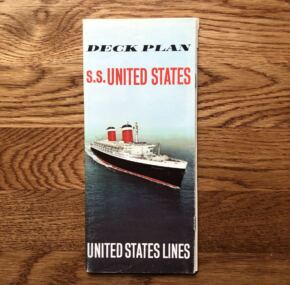 DECK PLAN
S.S. UNITED STATES
UNITED STATES LINES